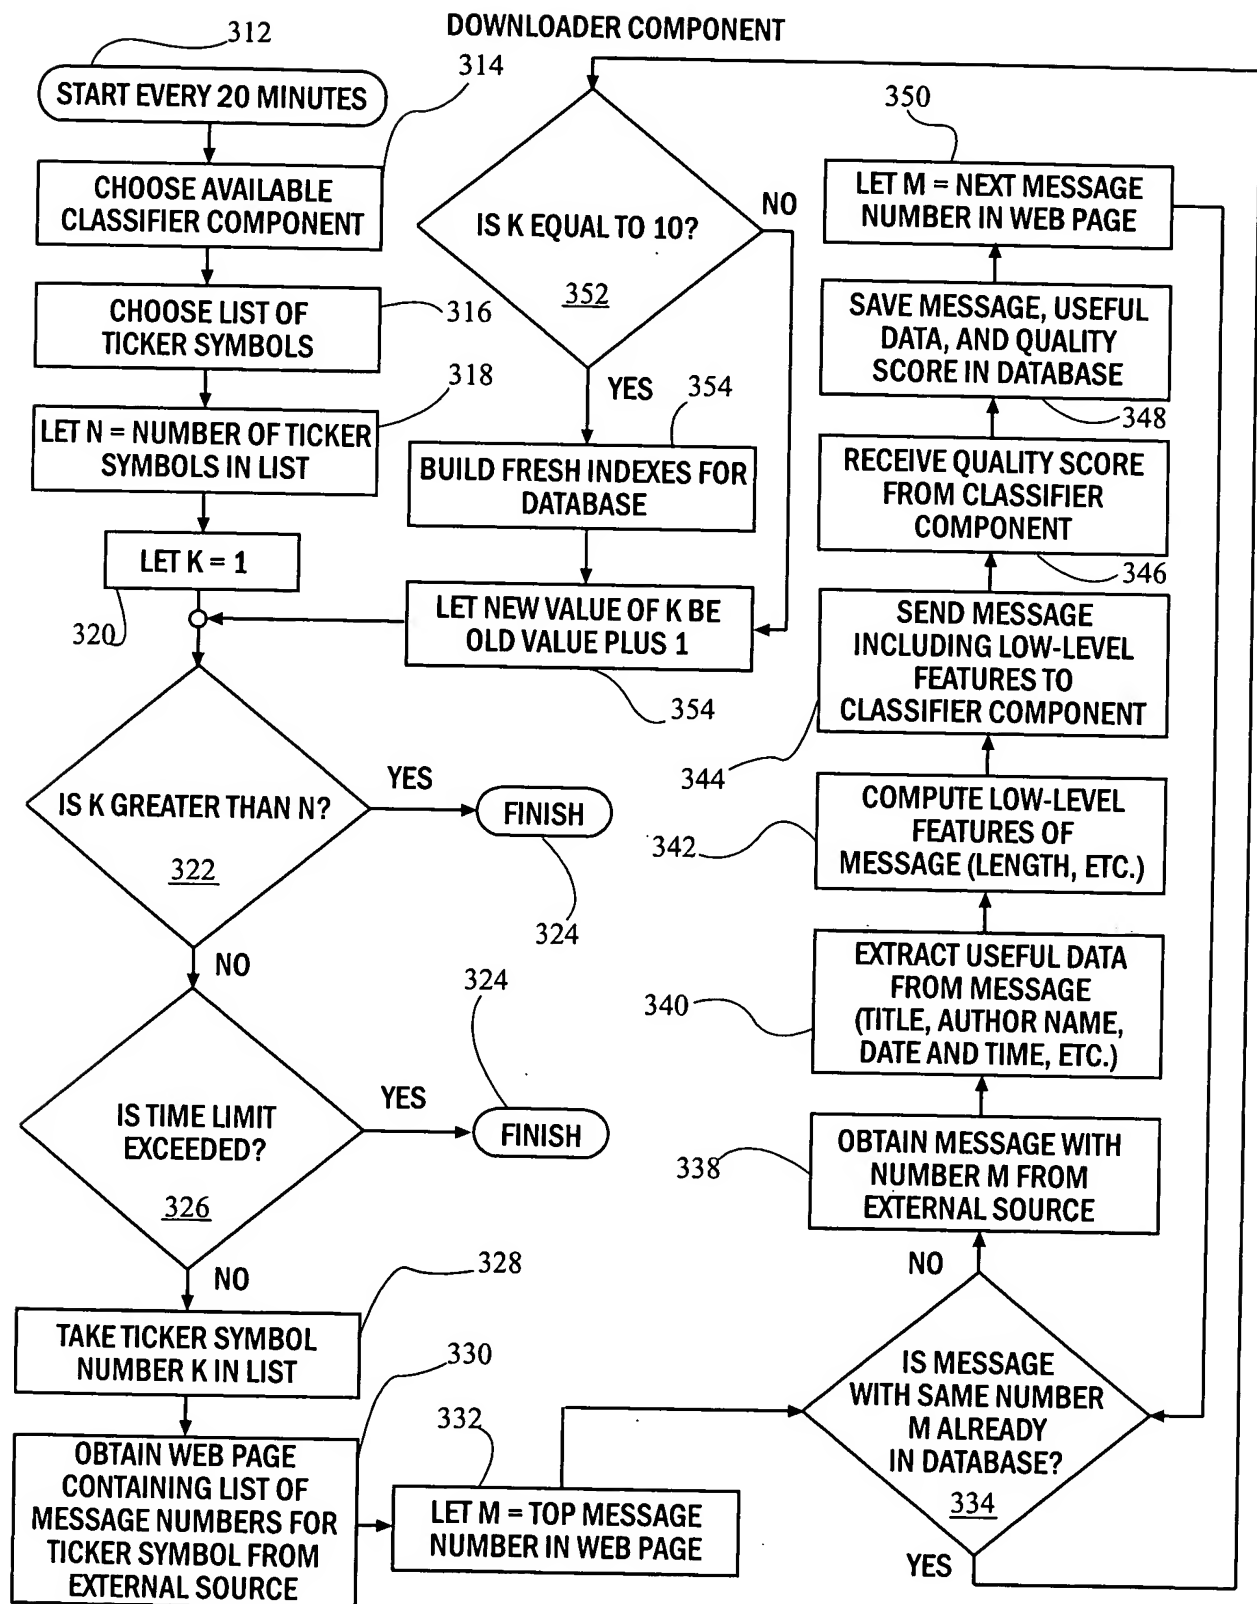 DOWNLOADER COMPONENT
312
START EVERY 20 MINUTES
314
CHOOSE AVAILABLE
CLASSIFIER COMPONENT
316
CHOOSE LIST OF
TICKER SYMBOLS
318
LET N = NUMBER OF TICKER
SYMBOLS IN LIST
LET K = 1
320
IS K GREATER THAN N?
322
YES
FINISH
324
NO
IS TIME LIMIT
EXCEEDED?
326
YES
324
FINISH
NO
328
TAKE TICKER SYMBOL
NUMBER K IN LIST
330
OBTAIN WEB PAGE
CONTAINING LIST OF
MESSAGE NUMBERS FOR
TICKER SYMBOL FROM
EXTERNAL SOURCE
332
LET M = TOP MESSAGE
NUMBER IN WEB PAGE
IS K EQUAL TO 10?
352
NO
YES
354
BUILD FRESH INDEXES FOR
DATABASE
LET NEW VALUE OF K BE
OLD VALUE PLUS 1
354
350
LET M = NEXT MESSAGE
NUMBER IN WEB PAGE
SAVE MESSAGE, USEFUL
DATA, AND QUALITY
SCORE IN DATABASE
348
RECEIVE QUALITY SCORE
FROM CLASSIFIER
COMPONENT
346
SEND MESSAGE
INCLUDING LOW-LEVEL
FEATURES TO
CLASSIFIER COMPONENT
344
COMPUTE LOW-LEVEL
FEATURES OF
MESSAGE (LENGTH, ETC.)
342
EXTRACT USEFUL DATA
FROM MESSAGE
(TITLE, AUTHOR NAME,
DATE AND TIME, ETC.)
340
OBTAIN MESSAGE WITH
NUMBER M FROM
EXTERNAL SOURCE
338
NO
IS MESSAGE
WITH SAME NUMBER
M ALREADY
IN DATABASE?
334
YES